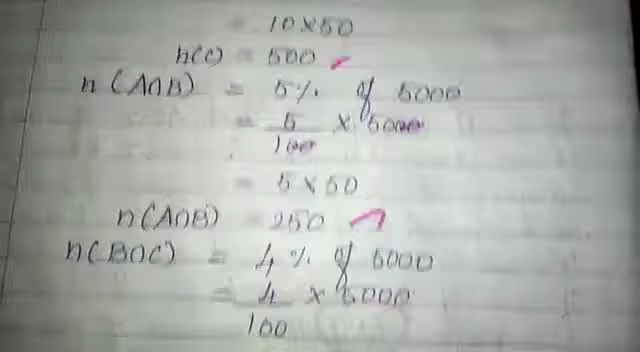 = 10×50
n(C) = 500
n (A∩B) = 5% of 5000
= 5/100 × 5000
= 5 × 50
n(A∩B) = 250
n(B∩C) = 4% of 5000
= 4/100 × 5000